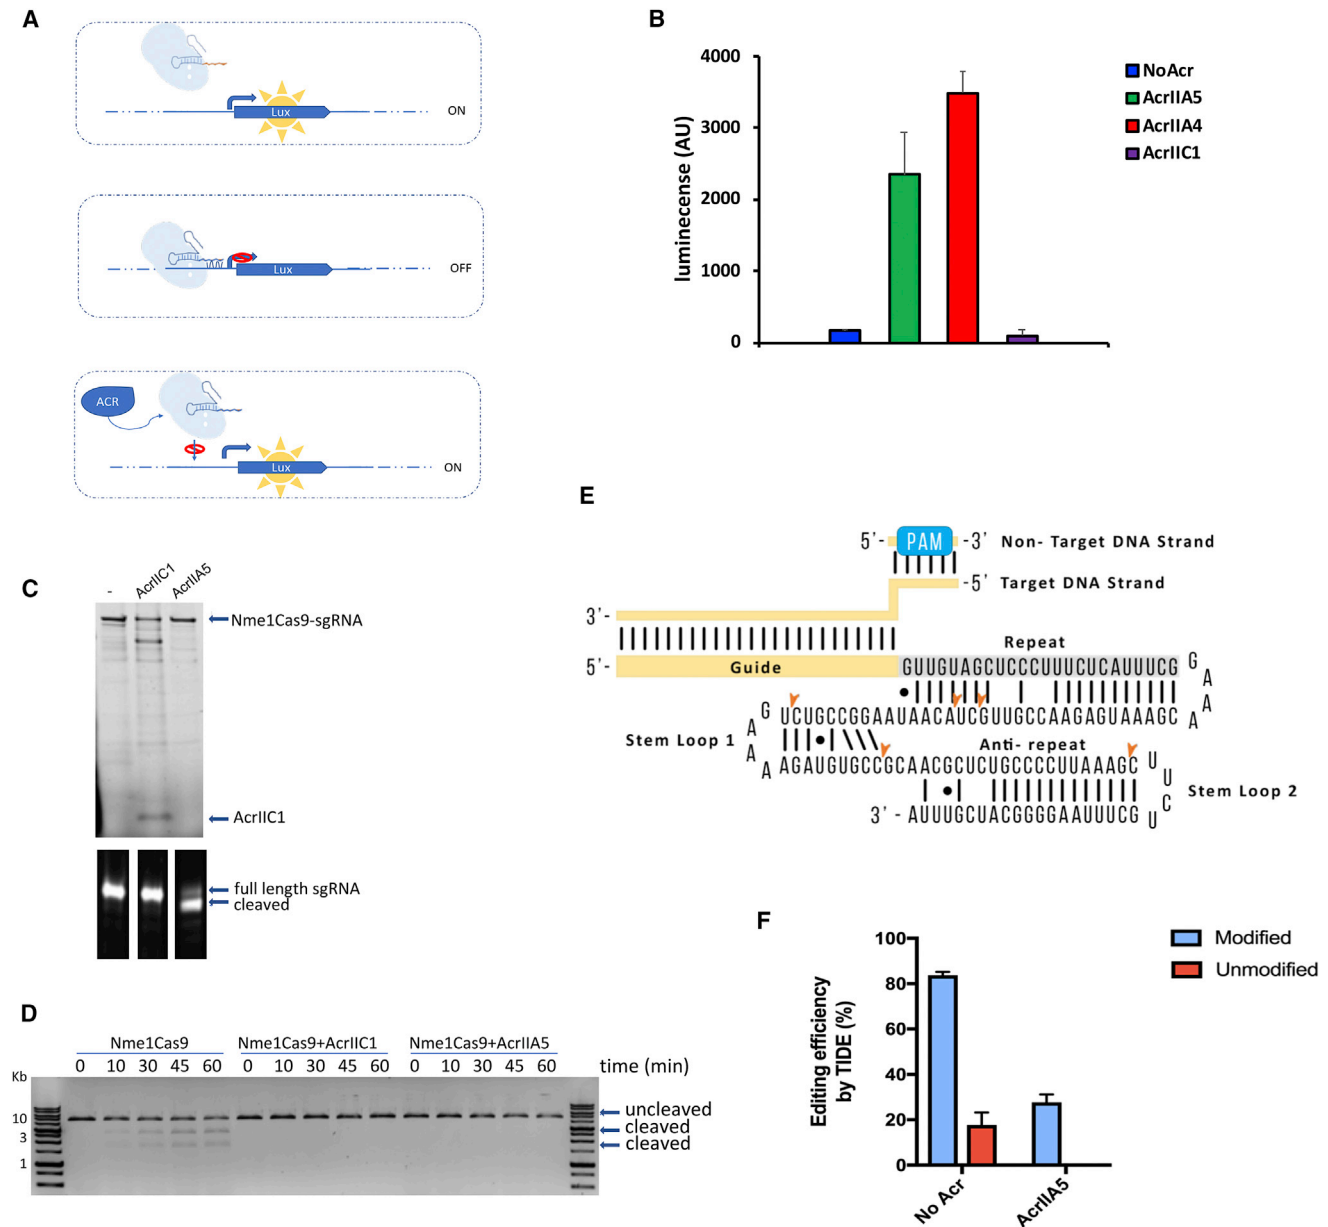 A
ON
Lux
OFF
Lux
ACR
ON
Lux
B
4000
3000
2000
1000
0
luminecense (AU)
NoAcr
AcrIIA5
AcrIIA4
AcrIIC1
C
-
AcrIIC1
AcrIIA5
Nme1Cas9-sgRNA
AcrIIC1
full length sgRNA
cleaved
D
Nme1Cas9
Nme1Cas9+AcrIIC1
Nme1Cas9+AcrIIA5
0 10 30 45 60 0 10 30 45 60 0 10 30 45 60 time (min)
Kb
10
3
1
uncleaved
cleaved
cleaved
E
5'- PAM -3' Non- Target DNA Strand
-5' Target DNA Strand
3'-
Repeat
5'- Guide GUUGUAGCUCCCUUUCUCAUUUCG
G
A
A
A
UCUGCCGGAAUAACAUCGUUGCCAAGAGUAAAGC
G
A
A
A
Stem Loop 1
Anti- repeat
AGAUGUGCCGCAACGCUCUGCCCCUUAAAGC
U
U
C
U
Stem Loop 2
3' - AUUUGCUACGGGGAAUUUCG
F
100
80
60
40
20
0
Editing efficiency
by TIDE (%)
No Acr
AcrIIA5
Modified
Unmodified